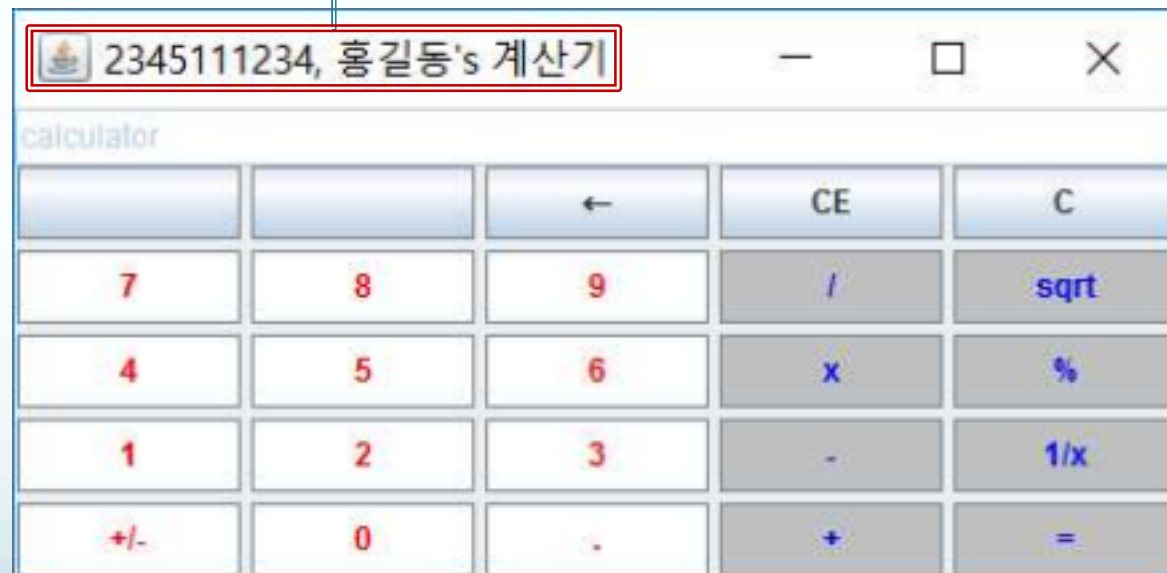 2345111234, 홍길동's 계산기
calculator
← CE C
7 8 9 / sqrt
4 5 6 x %
1 2 3 - 1/x
+/- 0 . + =